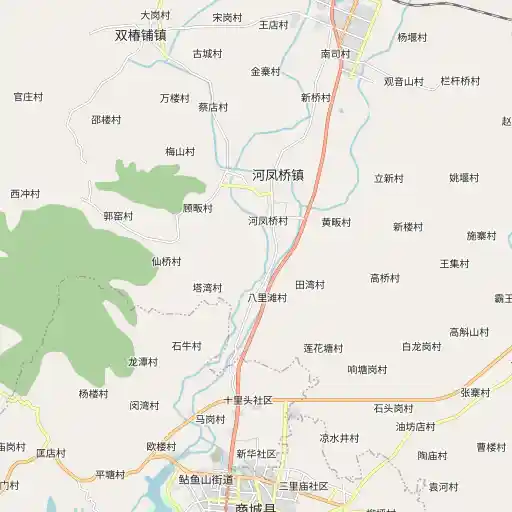 大岗村
宋岗村
王店村
双椿铺镇
杨堰村
古城村
南司村
金寨村
观音山村
栏杆桥村
官庄村
万楼村
蔡店村
新桥村
邵楼村
赵
梅山村
河凤桥镇
立新村
姚堰村
西冲村
郭窑村
顾畈村
河凤桥村
黄畈村
新楼村
施寨村
仙桥村
王集村
高桥村
塔湾村
田湾村
八里滩村
霸王
高斛山村
石牛村
莲花塘村
白龙岗村
龙潭村
响塘岗村
杨楼村
张寨村
闵湾村
十里头社区
石头岗村
马岗村
油坊店村
凉水井村
庙岗村
欧楼村
曹楼村
匡店村
新华社区
陶庙村
平塘村
鲇鱼山街道
三里庙社区
袁河村
门村
商城县